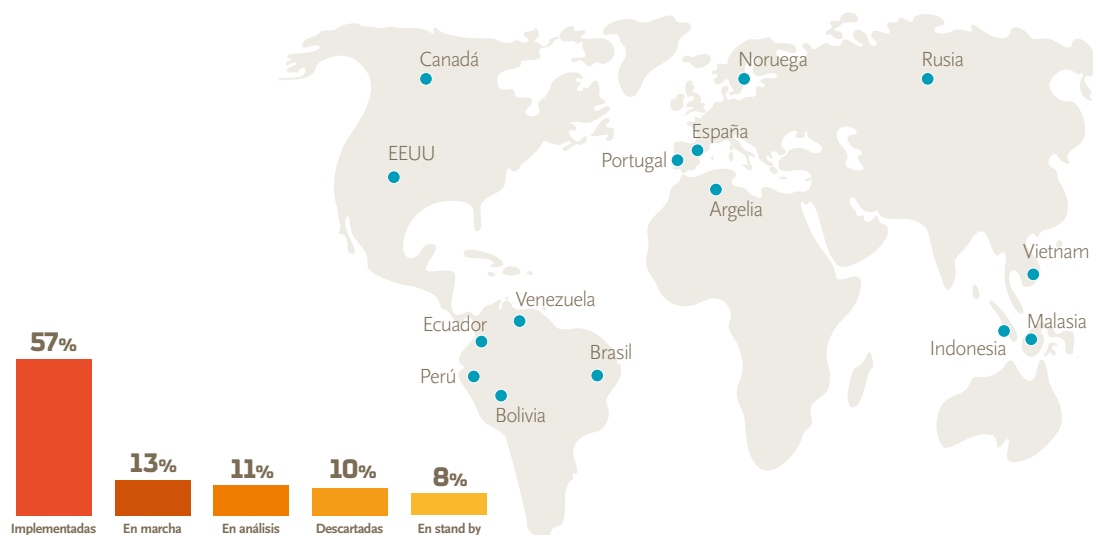 Canadá
Noruega
Rusia
España
EEUU
Portugal
Argelia
Vietnam
Venezuela
Malasia
Ecuador
Indonesia
Brasil
Perú
Bolivia
57%
13%
11%
10%
8%
Implementadas
En marcha
En análisis
Descartadas
En stand by